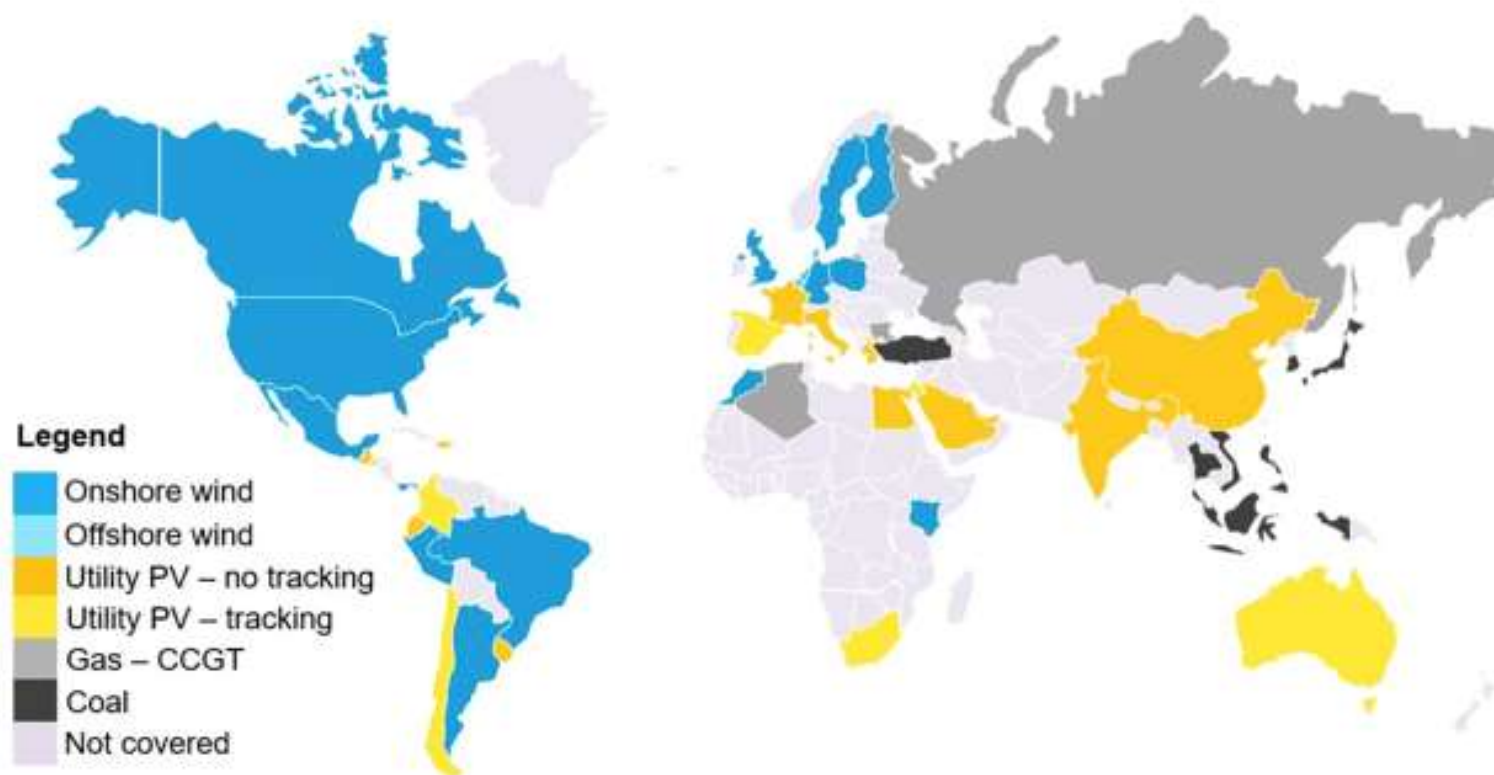 Legend
Onshore wind
Offshore wind
Utility PV – no tracking
Utility PV – tracking
Gas – CCGT
Coal
Not covered